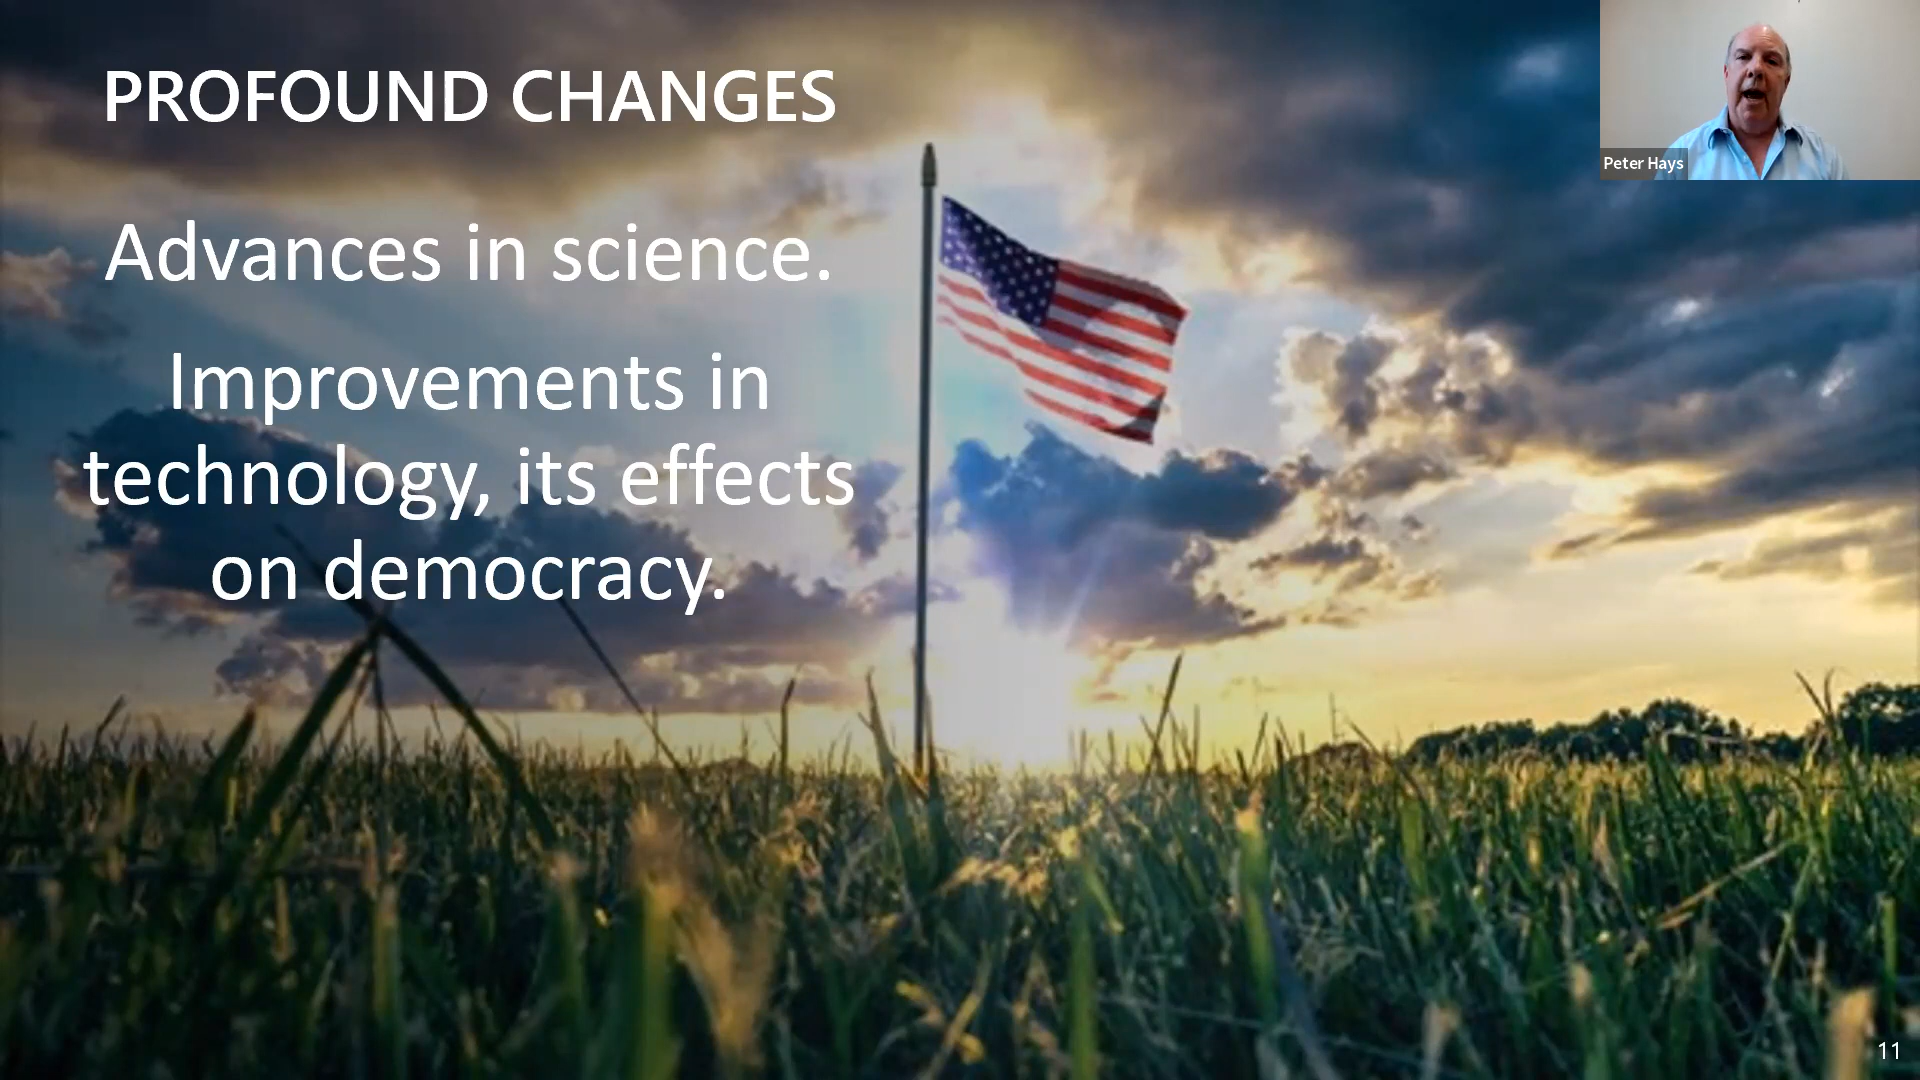 PROFOUND CHANGES
Advances in science.
Improvements in
technology, its effects
on democracy.
Peter Hays
11